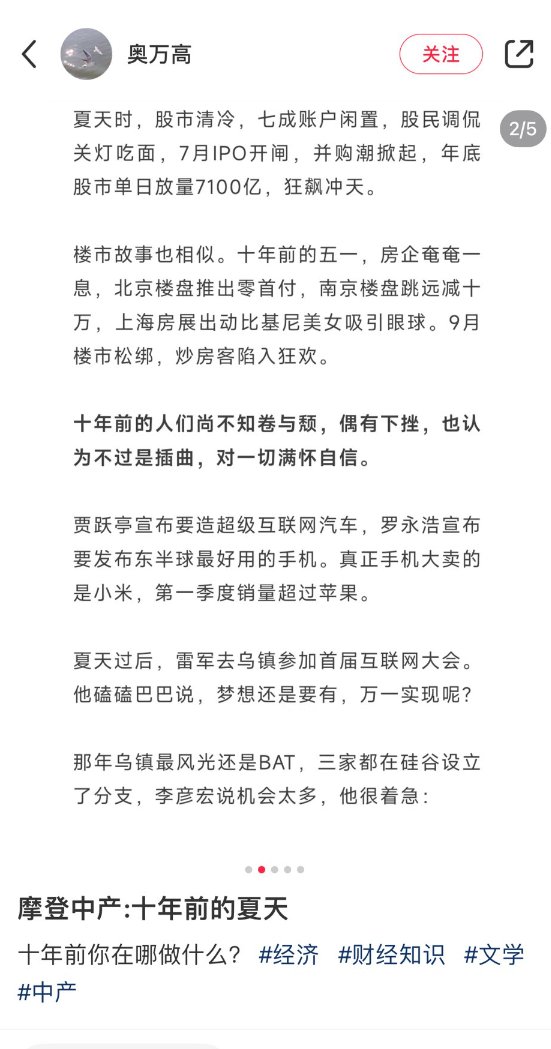 奥万高
关注
2/5
夏天时，股市清冷，七成账户闲置，股民调侃
关灯吃面，7月IPO开闸，并购潮掀起，年底
股市单日放量7100亿，狂飙冲天。
楼市故事也相似。十年前的五一，房企奄奄一
息，北京楼盘推出零首付，南京楼盘跳远减十
万，上海房展出动比基尼美女吸引眼球。9月
楼市松绑，炒房客陷入狂欢。
十年前的人们尚不知卷与颓，偶有下挫，也认
为不过是插曲，对一切满怀自信。
贾跃亭宣布要造超级互联网汽车，罗永浩宣布
要发布东半球最好用的手机。真正手机大卖的
是小米，第一季度销量超过苹果。
夏天过后，雷军去乌镇参加首届互联网大会。
他磕磕巴巴说，梦想还是要有，万一实现呢？
那年乌镇最风光还是BAT，三家都在硅谷设立
了分支，李彦宏说机会太多，他很着急：
摩登中产:十年前的夏天
十年前你在哪做什么？ #经济 #财经知识 #文学
#中产